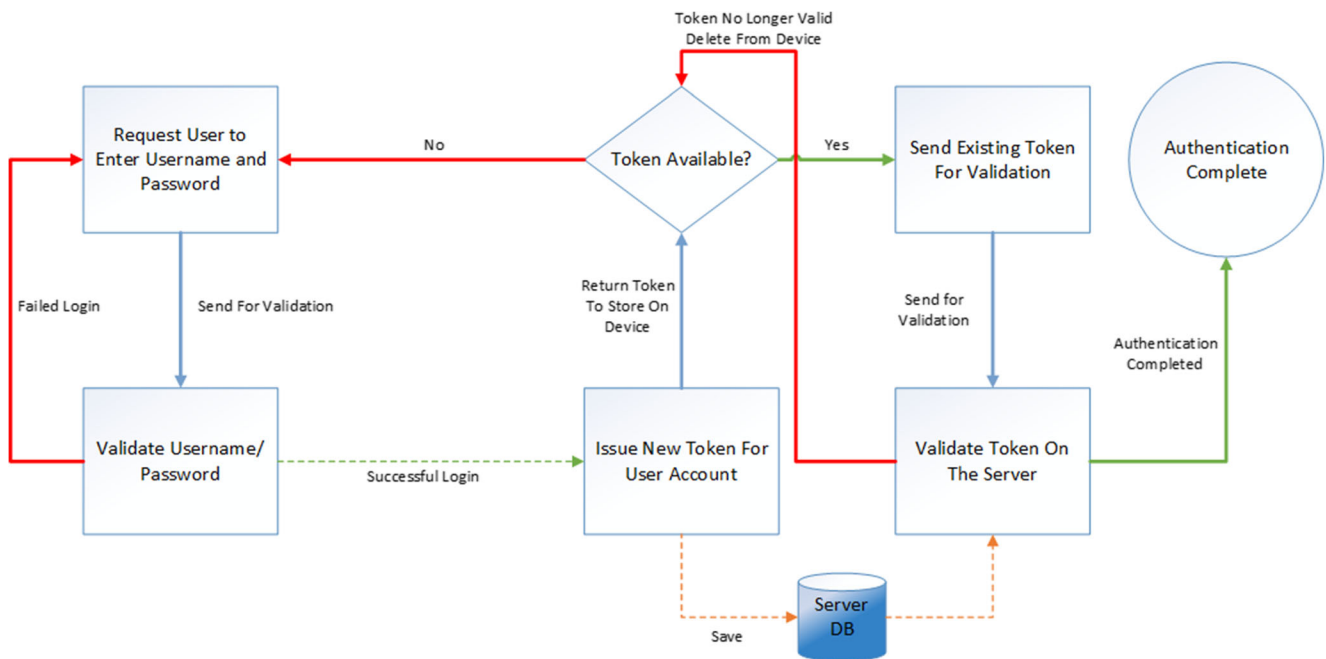 Token No Longer Valid
Delete From Device
Request User to
Enter Username and
Password
No
Token Available?
Yes
Send Existing Token
For Validation
Authentication
Complete
Failed Login
Send For Validation
Return Token
To Store On
Device
Send for
Validation
Authentication
Completed
Validate Username/
Password
Successful Login
Issue New Token For
User Account
Validate Token On
The Server
Save
Server
DB